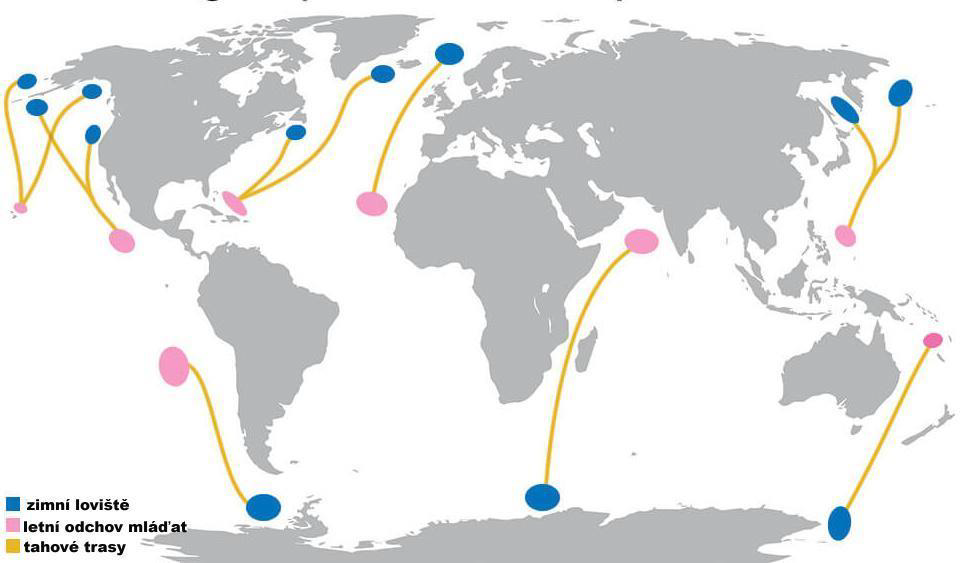 zimní loviště
letní odchov mláďat
tahové trasy